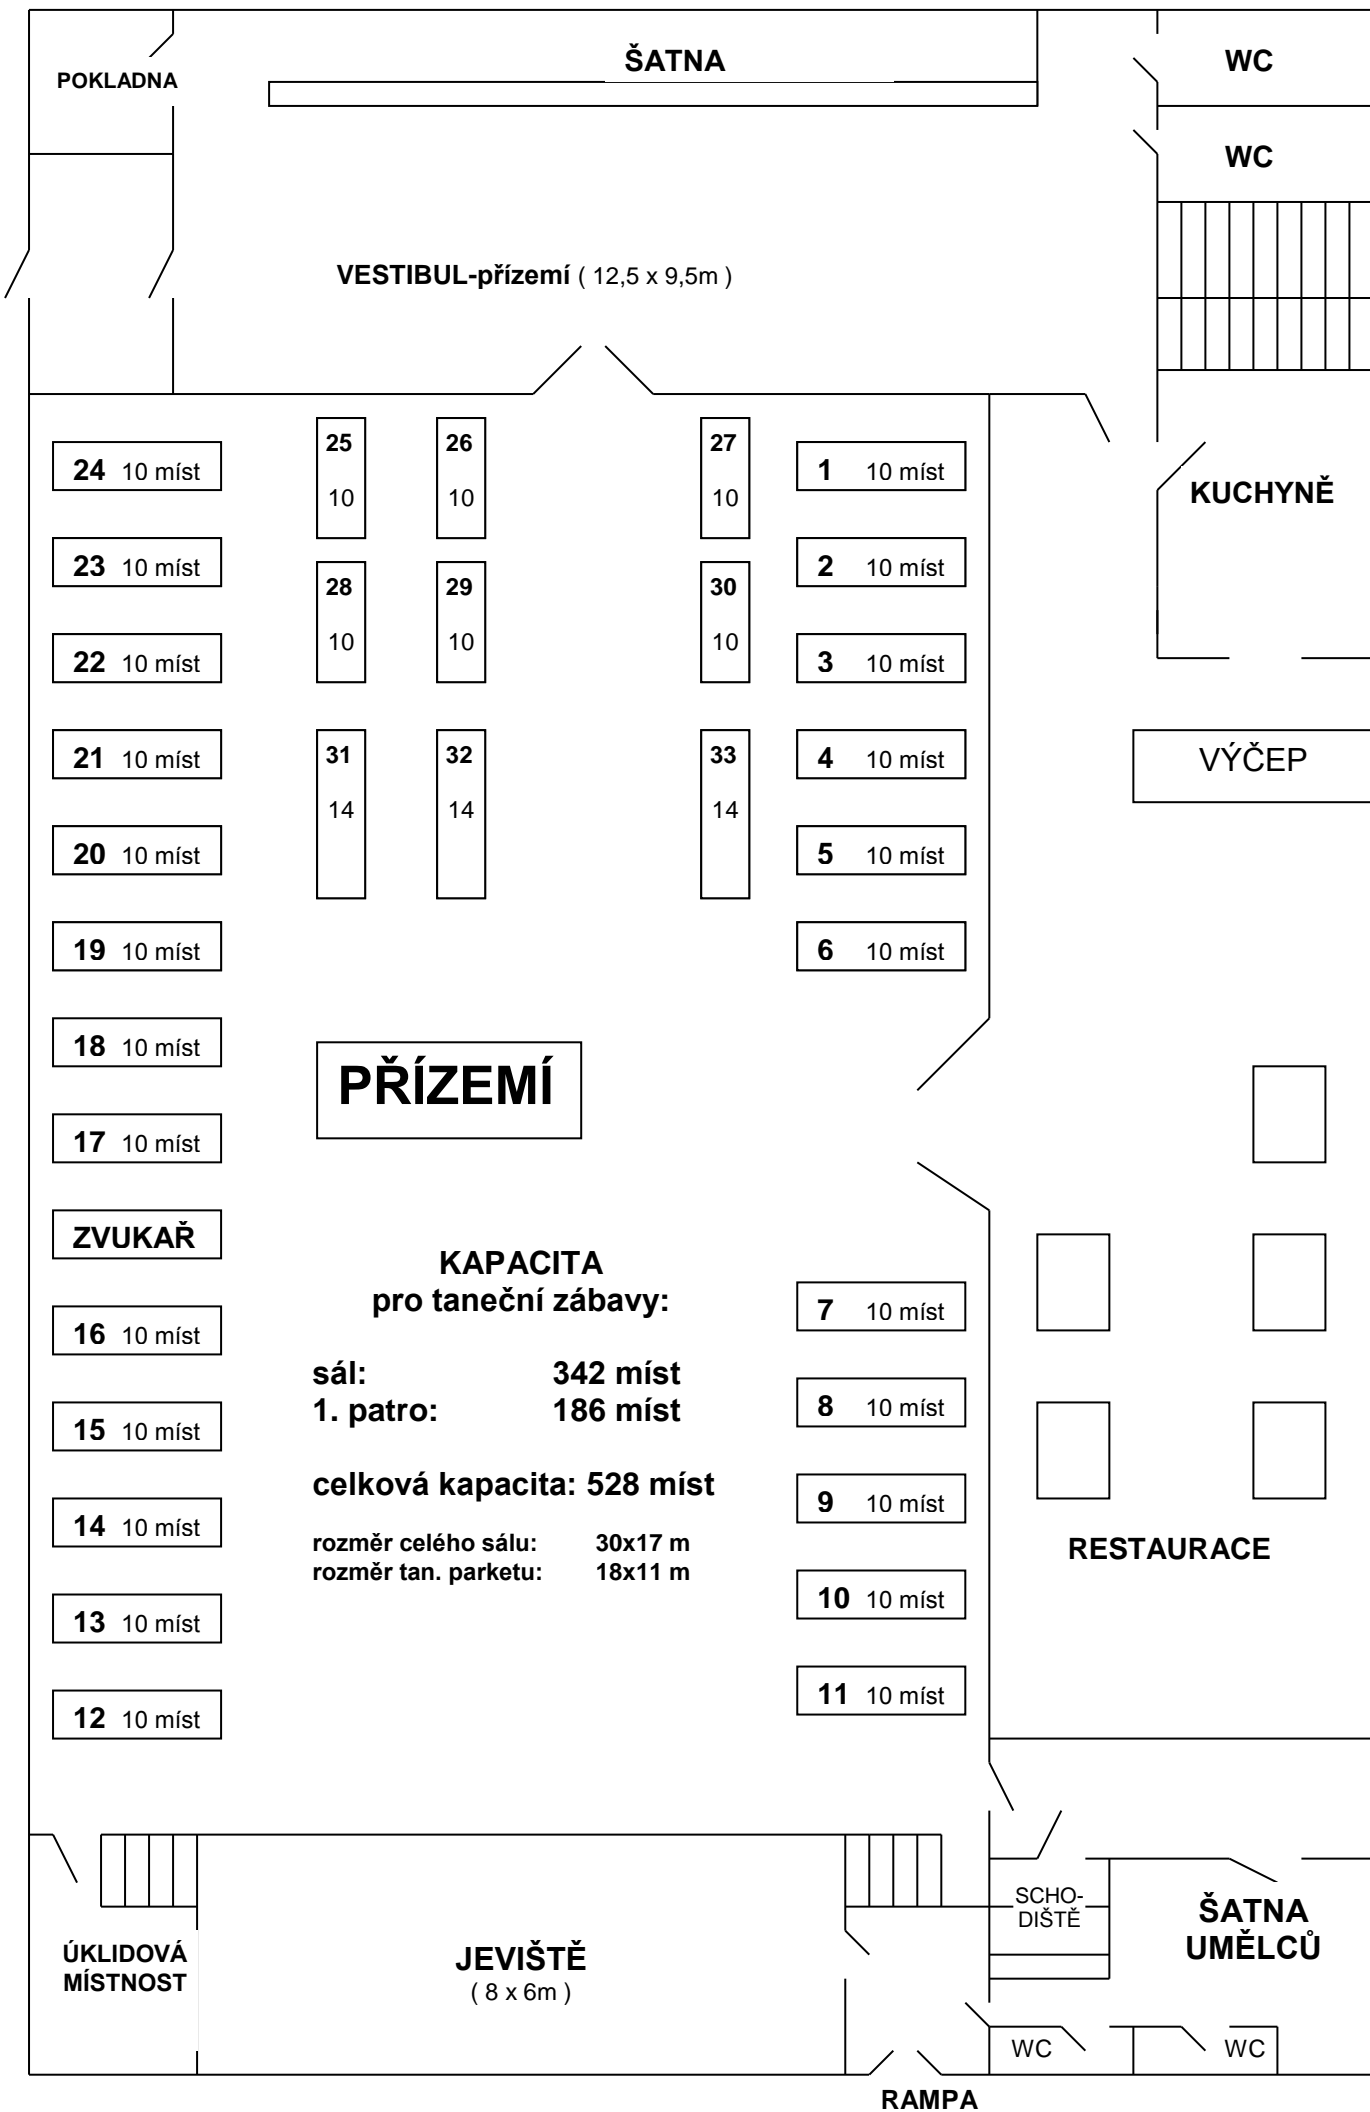 ŠATNA
WC
POKLADNA
WC
VESTIBUL-přízemí ( 12,5 x 9,5m )
25
26
27
24 10 míst
1 10 míst
10
10
10
KUCHYNĚ
23 10 míst
2 10 míst
28
29
30
10
10
10
22 10 míst
3 10 míst
21 10 míst
31
32
33
4 10 míst
VÝČEP
14
14
14
20 10 míst
5 10 míst
19 10 míst
6 10 míst
18 10 míst
PŘÍZEMÍ
17 10 míst
ZVUKAŘ
KAPACITA
pro taneční zábavy:
7 10 míst
16 10 míst
sál: 342 míst
1. patro: 186 míst
8 10 míst
15 10 míst
celková kapacita: 528 míst
9 10 míst
14 10 míst
rozměr celého sálu: 30x17 m
rozměr tan. parketu: 18x11 m
RESTAURACE
10 10 míst
13 10 míst
11 10 míst
12 10 míst
SCHO-
DIŠTĚ
ŠATNA
UMĚLCŮ
ÚKLIDOVÁ
MÍSTNOST
JEVIŠTĚ
( 8 x 6m )
WC
WC
RAMPA